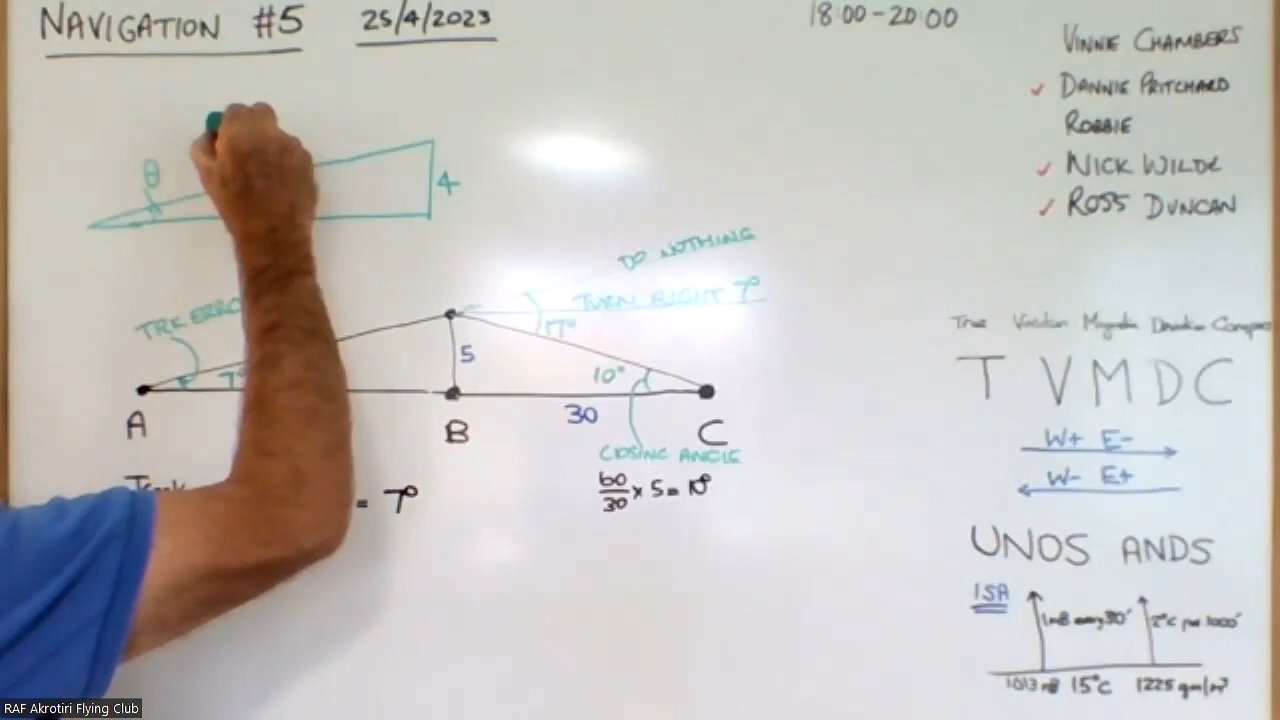 NAVIGATION #5 25/4/2023 18:00-20:00
VINNIE CHAMBERS
✓ DANNIE PRITCHARD
ROBBIE
✓ NICK WILDE
✓ ROSS DUNCAN
θ
4
DO NOTHING
TURN RIGHT 7°
17°
TRK ERRO
7°
5
10°
A
B
30
C
CLOSING ANGLE
= 7°
60/30 × 5 = 10°
True Variation Magnetic Deviation Compass
T V M D C
W+ E-
W- E+
UNOS ANDS
ISA
1mB every 30'
2°C per 1000'
1013 mB 15°C 1225 gm/m³
RAF Akrotiri Flying Club